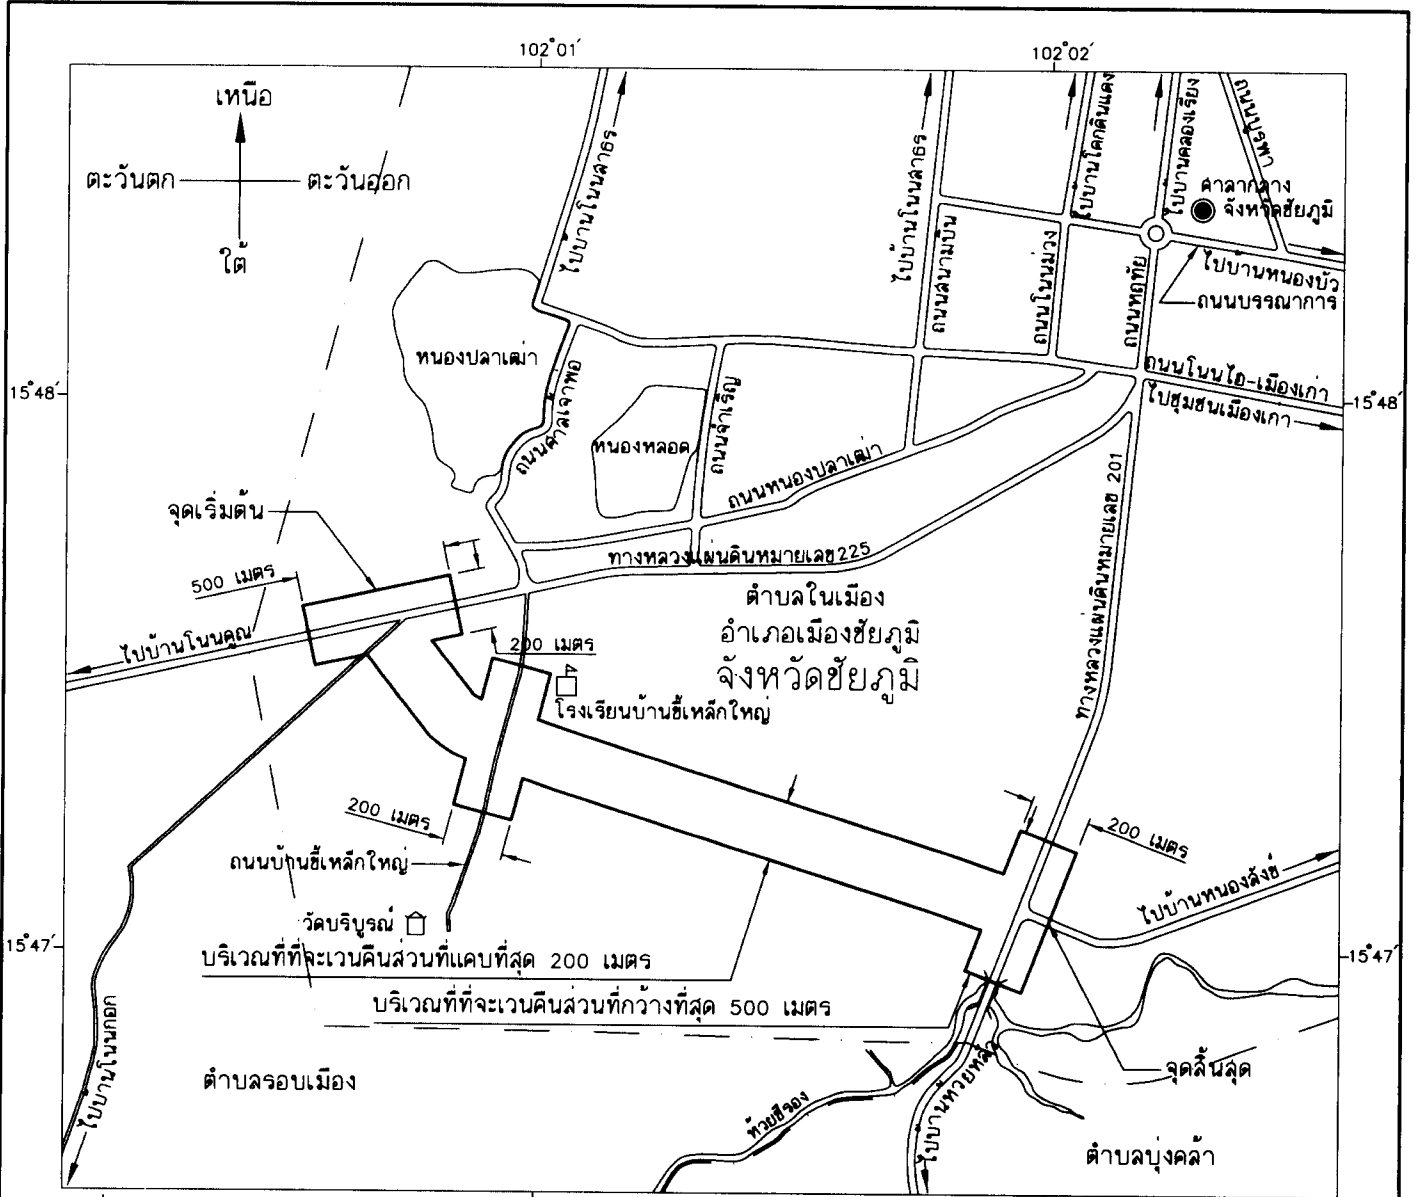 102°01′
102°02′
เหนือ
ตะวันตก
ตะวันออก
ใต้
ไปบ้านโนนสาธร
ไปบ้านโนนสาธร
ถนนสนามบิน
ไปบ้านโคกดินแดง
ถนนโนนม่วง
ไปบ้านคลองเรียง
ถนนหฤทัย
ถนนบูรพา
ศาลากลาง
จังหวัดชัยภูมิ
ไปบ้านหนองบัว
ถนนบรรณาการ
หนองปลาเฒ่า
ถนนศาลเจ้าพ่อ
หนองหลอด
ถนนจำเริญ
ถนนโนนไฮ-เมืองเก่า
ไปชุมชนเมืองเก่า
15°48′
15°48′
ถนนหนองปลาเฒ่า
ทางหลวงแผ่นดินหมายเลข 201
จุดเริ่มต้น
500 เมตร
ทางหลวงแผ่นดินหมายเลข 225
ตำบลในเมือง
อำเภอเมืองชัยภูมิ
จังหวัดชัยภูมิ
ไปบ้านโนนคูณ
200 เมตร
โรงเรียนบ้านขี้เหล็กใหญ่
200 เมตร
200 เมตร
ถนนบ้านขี้เหล็กใหญ่
ไปบ้านหนองสังข์
วัดบริบูรณ์
15°47′
15°47′
บริเวณที่ที่จะเวนคืนส่วนที่แคบที่สุด 200 เมตร
บริเวณที่ที่จะเวนคืนส่วนที่กว้างที่สุด 500 เมตร
ไปบ้านโนนกอก
ตำบลรอบเมือง
ไปบ้านห้วยหลัว
จุดสิ้นสุด
ห้วยชีรอง
ตำบลบุ่งคล้า